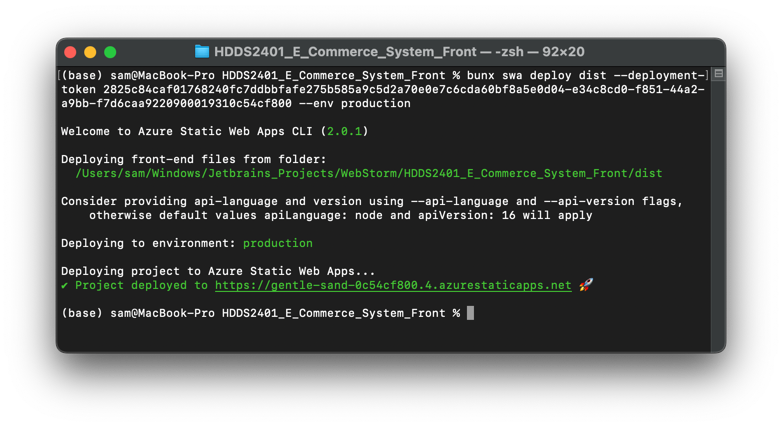 HDDS2401_E_Commerce_System_Front — -zsh — 92×20
[(base) sam@MacBook-Pro HDDS2401_E_Commerce_System_Front % bunx swa deploy dist --deployment-]
token 2825c84caf01768240fc7ddbbfafe275b585a9c5d2a70e0e7c6cda60bf8a5e0d04-e34c8cd0-f851-44a2-
a9bb-f7d6caa9220900019310c54cf800 --env production
Welcome to Azure Static Web Apps CLI (2.0.1)
Deploying front-end files from folder:
/Users/sam/Windows/Jetbrains_Projects/WebStorm/HDDS2401_E_Commerce_System_Front/dist
Consider providing api-language and version using --api-language and --api-version flags,
otherwise default values apiLanguage: node and apiVersion: 16 will apply
Deploying to environment: production
Deploying project to Azure Static Web Apps...
✔ Project deployed to https://gentle-sand-0c54cf800.4.azurestaticapps.net 🚀
(base) sam@MacBook-Pro HDDS2401_E_Commerce_System_Front %